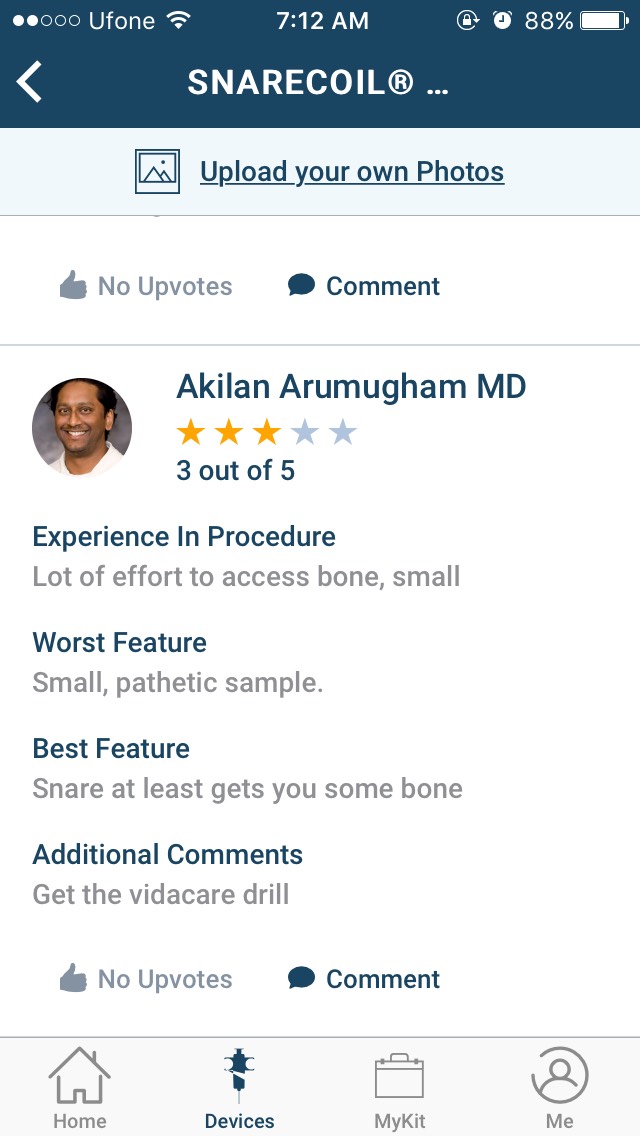 Ufone 7:12 AM 88%
SNARECOIL® ...
Upload your own Photos
No Upvotes Comment
Akilan Arumugham MD
3 out of 5
Experience In Procedure
Lot of effort to access bone, small
Worst Feature
Small, pathetic sample.
Best Feature
Snare at least gets you some bone
Additional Comments
Get the vidacare drill
No Upvotes Comment
Home Devices MyKit Me